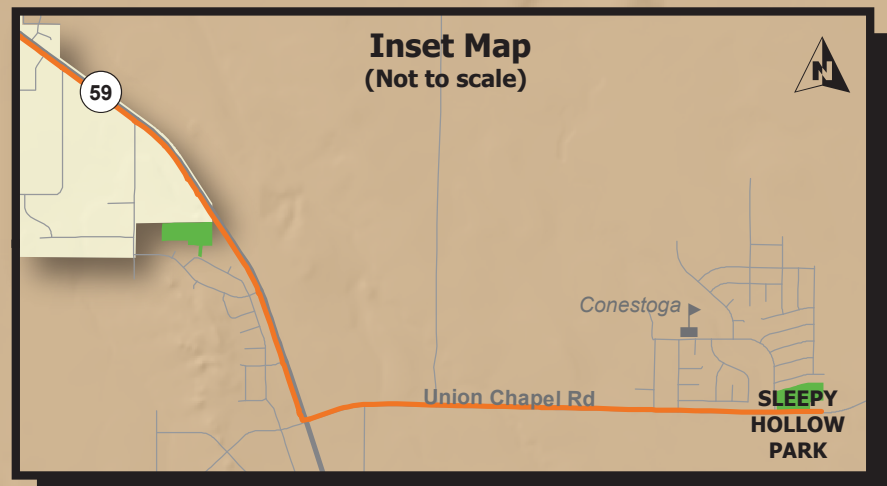 Inset Map
(Not to scale)
N
59
Conestoga
Union Chapel Rd
SLEEPY
HOLLOW
PARK